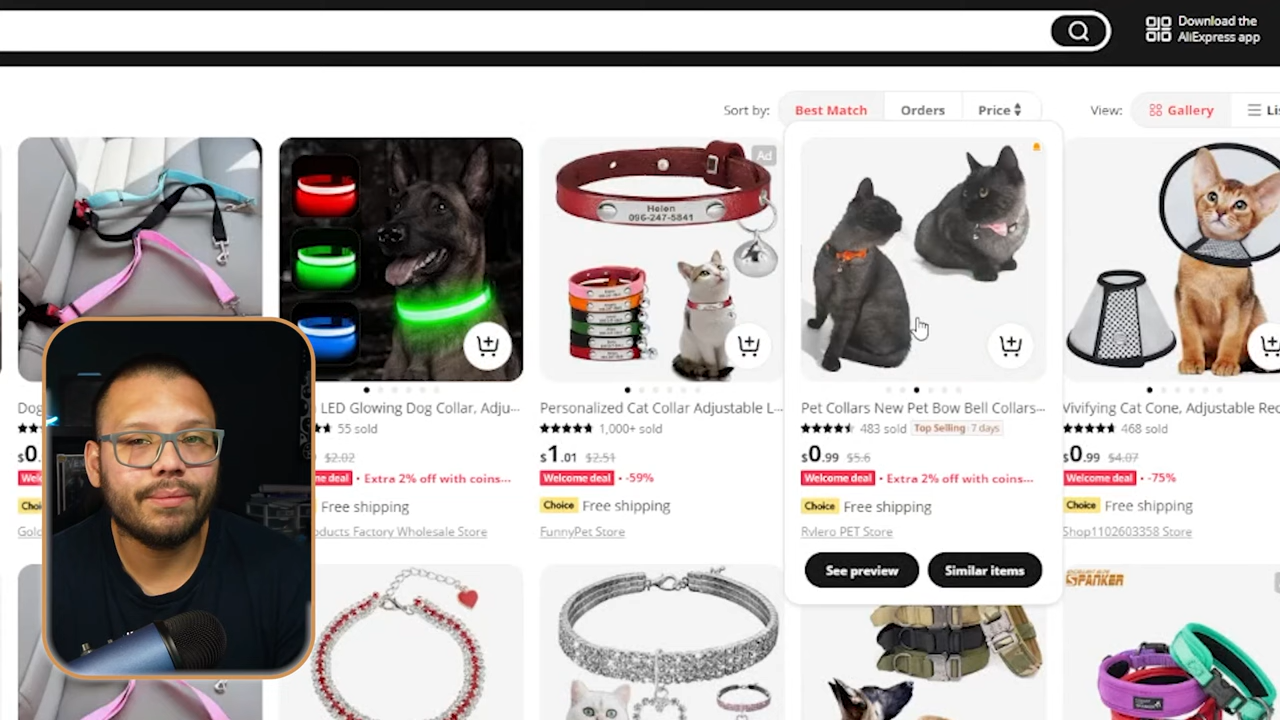 Download the
AliExpress app
Sort by:
Best Match
Orders
Price
View:
Gallery
Ad
Helen
096-247-5841
LED Glowing Dog Collar, Adju...
Personalized Cat Collar Adjustable L...
Pet Collars New Pet Bow Bell Collars...
Vivifying Cat Cone, Adjustable Rec
55 sold
1,000+ sold
483 sold
Top Selling · 7 days
468 sold
$0.
$2.02
$1.01 $2.51
$0.99 $5.6
$0.99 $4.07
• Extra 2% off with coins...
Welcome deal • -59%
Welcome deal • Extra 2% off with coins...
Welcome deal • -75%
Free shipping
Choice Free shipping
Choice Free shipping
Choice Free shipping
Factory Wholesale Store
FunnyPet Store
Rvlero PET Store
Shop1102603358 Store
See preview
Similar items
SPANKER